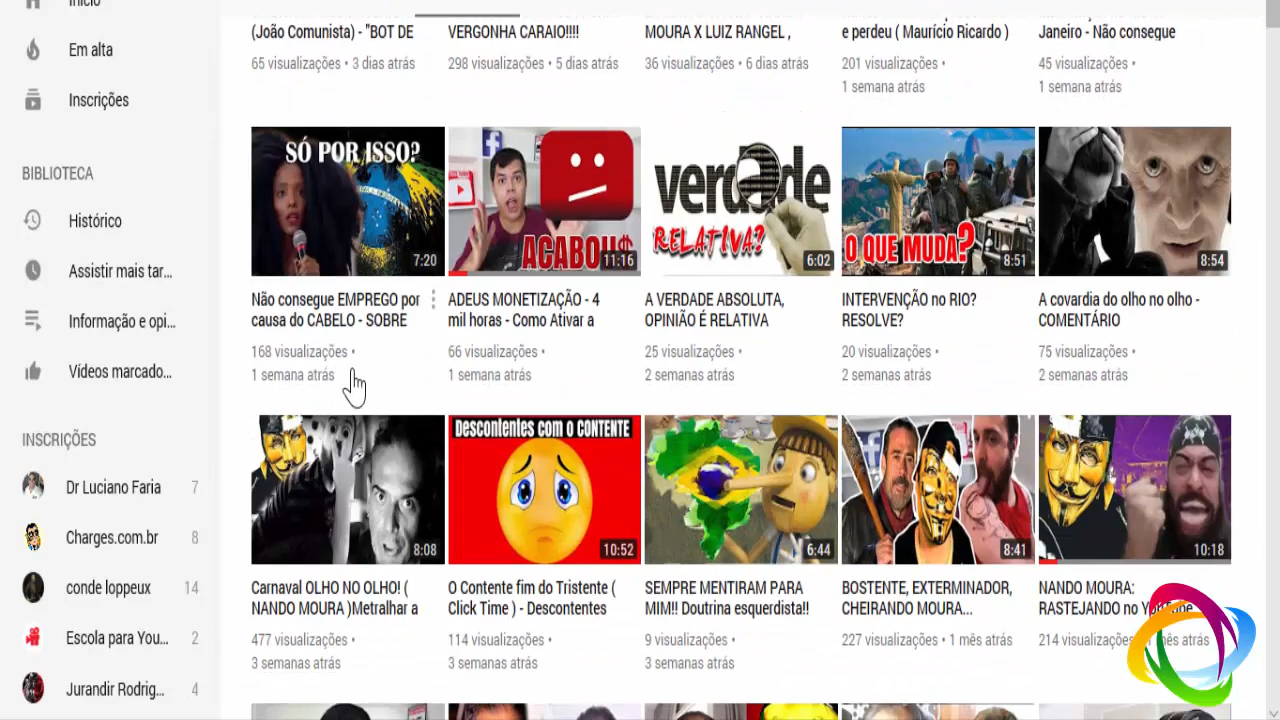 Início
Em alta
Inscrições
BIBLIOTECA
Histórico
Assistir mais tar...
Informação e opi...
Vídeos marcado...
INSCRIÇÕES
Dr Luciano Faria 7
Charges.com.br 8
conde loppeux 14
Escola para You... 2
Jurandir Rodrig... 4
(João Comunista) - "BOT DE
65 visualizações • 3 dias atrás
VERGONHA CARAIO!!!!
298 visualizações • 5 dias atrás
MOURA X LUIZ RANGEL ,
36 visualizações • 6 dias atrás
e perdeu ( Maurício Ricardo )
201 visualizações •
1 semana atrás
Janeiro - Não consegue
45 visualizações •
1 semana atrás
SÓ POR ISSO?
7:20
Não consegue EMPREGO por
causa do CABELO - SOBRE
168 visualizações •
1 semana atrás
ACABOU$
11:16
ADEUS MONETIZAÇÃO - 4
mil horas - Como Ativar a
66 visualizações •
1 semana atrás
verdade
RELATIVA?
6:02
A VERDADE ABSOLUTA,
OPINIÃO É RELATIVA
25 visualizações •
2 semanas atrás
O QUE MUDA?
8:51
INTERVENÇÃO no RIO?
RESOLVE?
20 visualizações •
2 semanas atrás
8:54
A covardia do olho no olho -
COMENTÁRIO
75 visualizações •
2 semanas atrás
8:08
Carnaval OLHO NO OLHO! (
NANDO MOURA )Metralhar a
477 visualizações •
3 semanas atrás
Descontentes com o CONTENTE
10:52
O Contente fim do Tristente (
Click Time ) - Descontentes
114 visualizações •
3 semanas atrás
6:44
SEMPRE MENTIRAM PARA
MIM!! Doutrina esquerdista!!
9 visualizações •
3 semanas atrás
8:41
BOSTENTE, EXTERMINADOR,
CHEIRANDO MOURA...
227 visualizações • 1 mês atrás
10:18
NANDO MOURA:
RASTEJANDO no YouTube
214 visualizações • 1 mês atrás